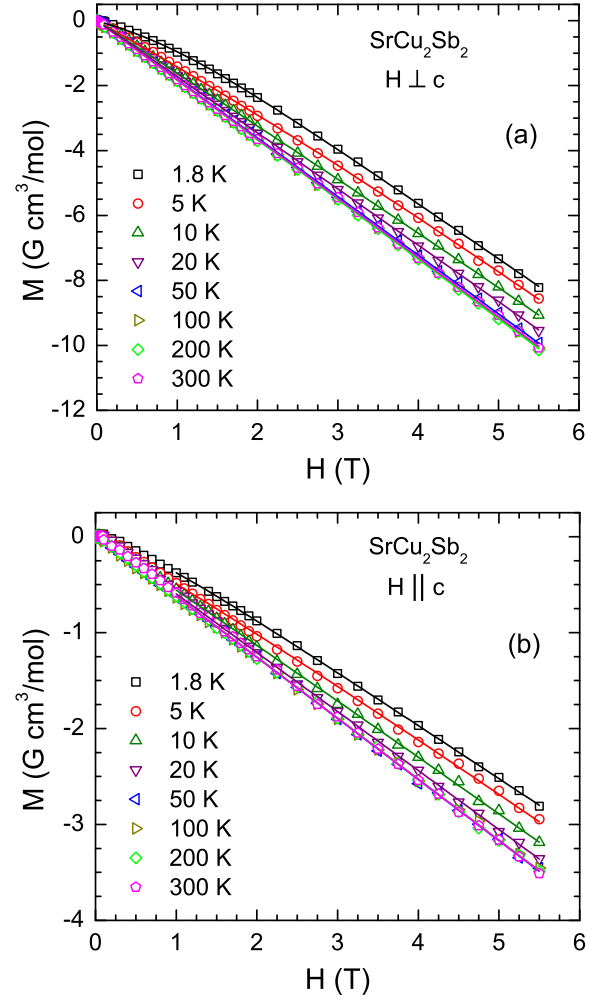 0
-2
-4
-6
-8
-10
-12
M (G cm³/mol)
SrCu₂Sb₂
H ⊥ c
(a)
1.8 K
5 K
10 K
20 K
50 K
100 K
200 K
300 K
0 1 2 3 4 5 6
H (T)
0
-1
-2
-3
-4
M (G cm³/mol)
SrCu₂Sb₂
H || c
(b)
1.8 K
5 K
10 K
20 K
50 K
100 K
200 K
300 K
0 1 2 3 4 5 6
H (T)